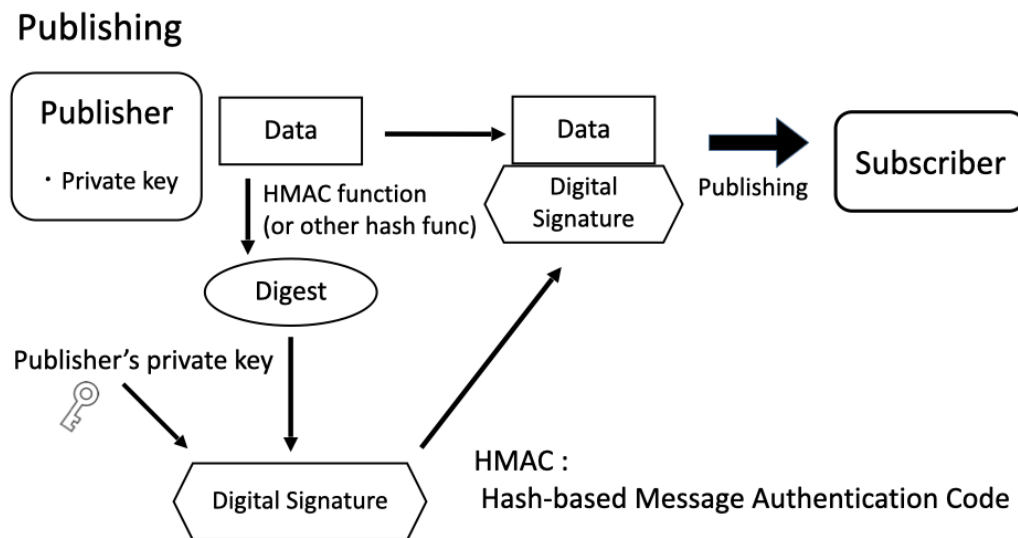 Publishing
Publisher
・ Private key
Data
HMAC function
(or other hash func)
Digest
Publisher’s private key
Digital Signature
Data
Digital
Signature
Publishing
Subscriber
HMAC :
Hash-based Message Authentication Code